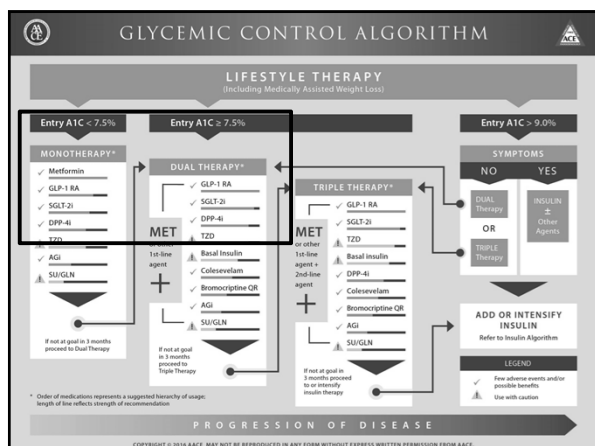 GLYCEMIC CONTROL ALGORITHM
AACE
ACE
LIFESTYLE THERAPY
(Including Medically Assisted Weight Loss)
Entry A1C < 7.5%
Entry A1C ≥ 7.5%
Entry A1C > 9.0%
MONOTHERAPY*
Metformin
GLP-1 RA
SGLT-2i
DPP-4i
TZD
AGi
SU/GLN
If not at goal in 3 months
proceed to Dual Therapy
DUAL THERAPY*
GLP-1 RA
SGLT-2i
DPP-4i
TZD
Basal Insulin
Colesevelam
Bromocriptine QR
AGi
SU/GLN
MET
or other
1st-line
agent
+
If not at goal
in 3 months
proceed to
Triple Therapy
TRIPLE THERAPY*
GLP-1 RA
SGLT-2i
TZD
Basal insulin
DPP-4i
Colesevelam
Bromocriptine QR
AGi
SU/GLN
MET
or other
1st-line
agent +
2nd-line
agent
+
If not at goal in
3 months proceed
to or intensify
insulin therapy
SYMPTOMS
NO
YES
DUAL
Therapy
OR
TRIPLE
Therapy
INSULIN
±
Other
Agents
ADD OR INTENSIFY
INSULIN
Refer to Insulin Algorithm
LEGEND
Few adverse events and/or
possible benefits
Use with caution
* Order of medications represents a suggested hierarchy of usage;
length of line reflects strength of recommendation
PROGRESSION OF DISEASE
COPYRIGHT © 2016 AACE MAY NOT BE REPRODUCED IN ANY FORM WITHOUT EXPRESS WRITTEN PERMISSION FROM AACE.